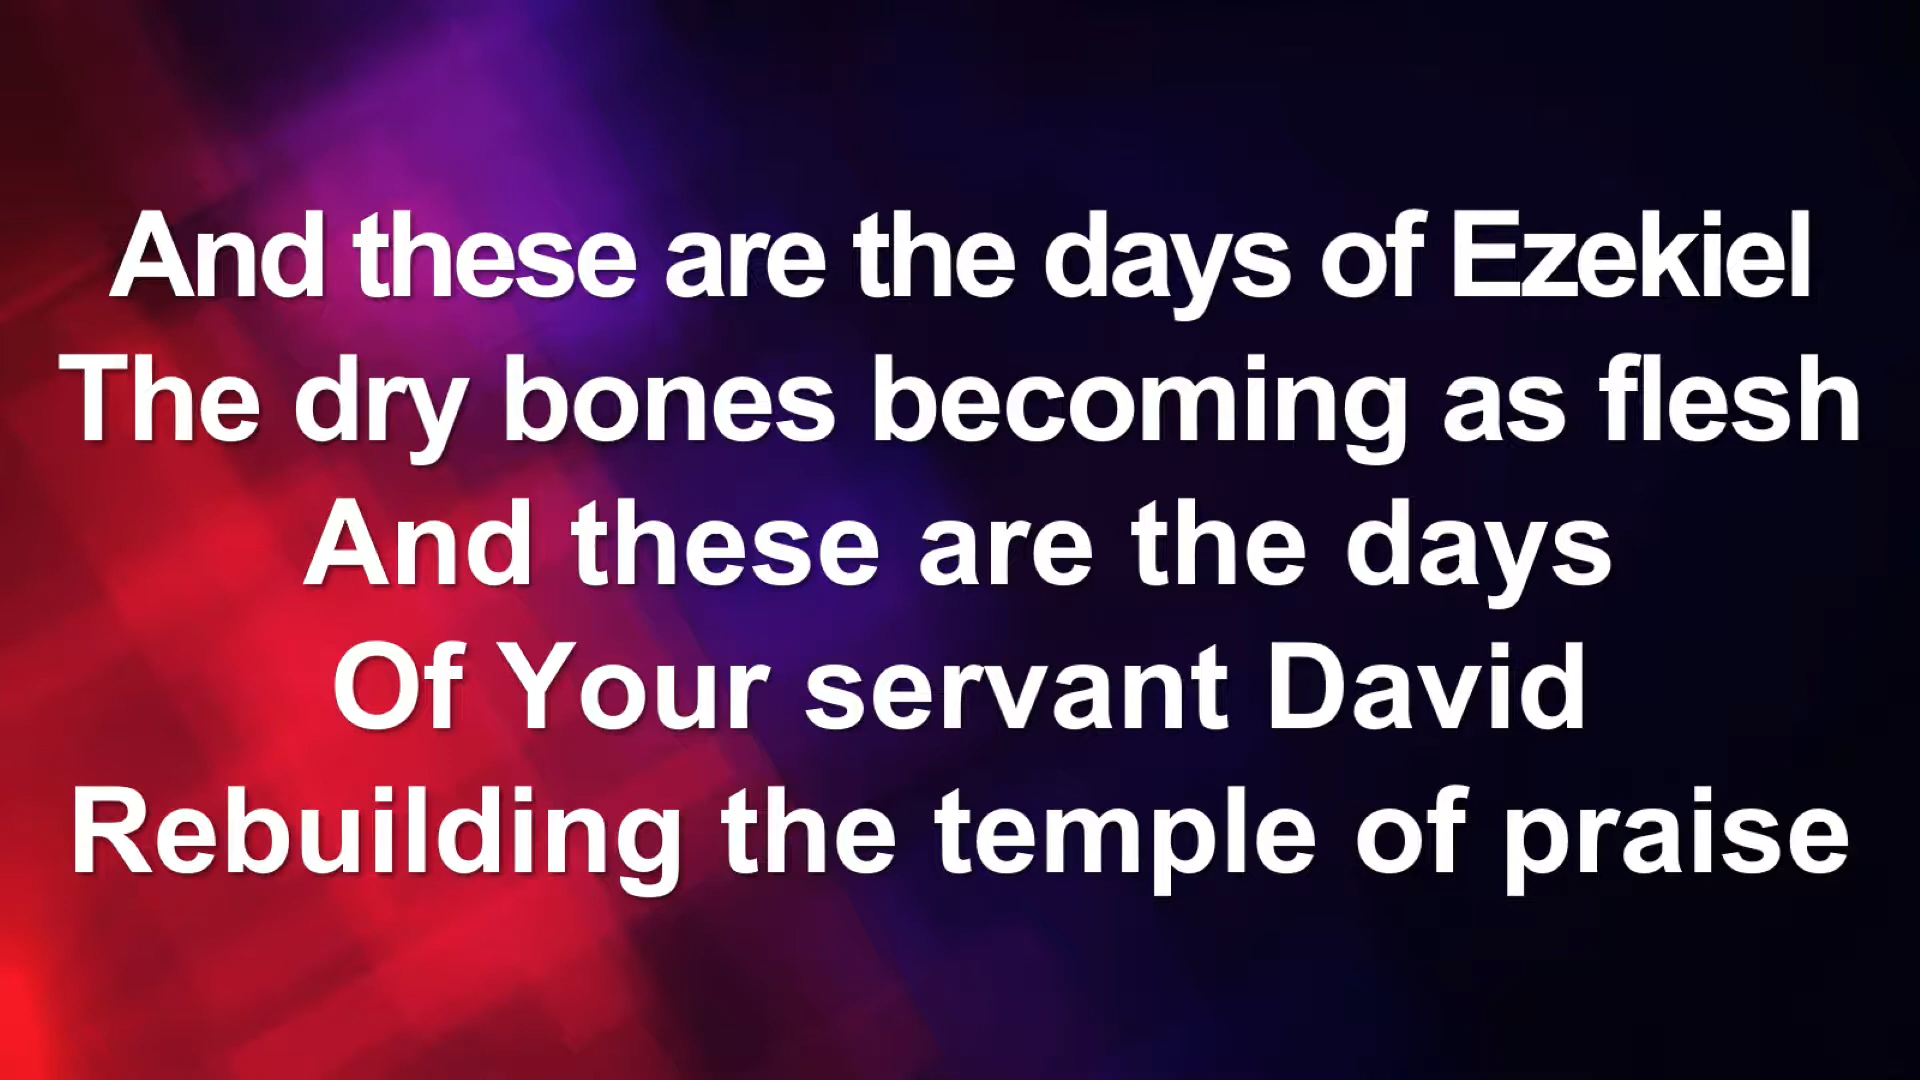 And these are the days of Ezekiel
The dry bones becoming as flesh
And these are the days
Of Your servant David
Rebuilding the temple of praise